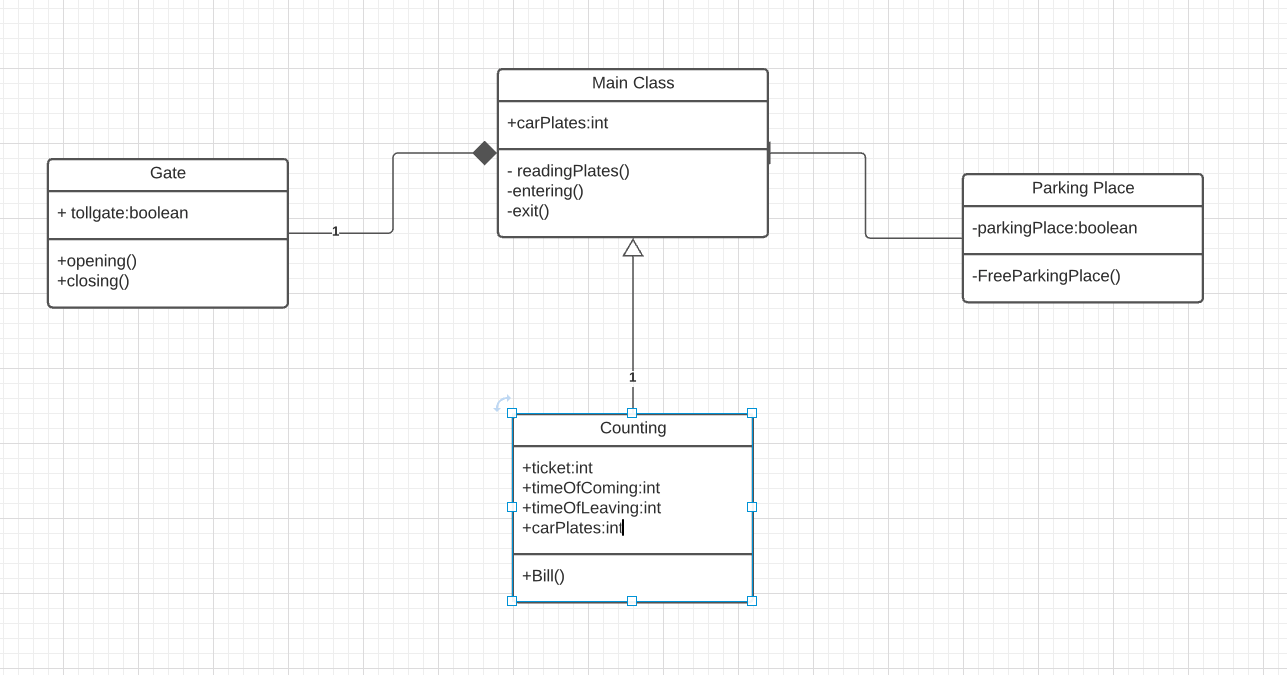 Main Class
+carPlates:int
- readingPlates()
-entering()
-exit()
Gate
+ tollgate:boolean
+opening()
+closing()
1
Parking Place
-parkingPlace:boolean
-FreeParkingPlace()
1
Counting
+ticket:int
+timeOfComing:int
+timeOfLeaving:int
+carPlates:int
+Bill()